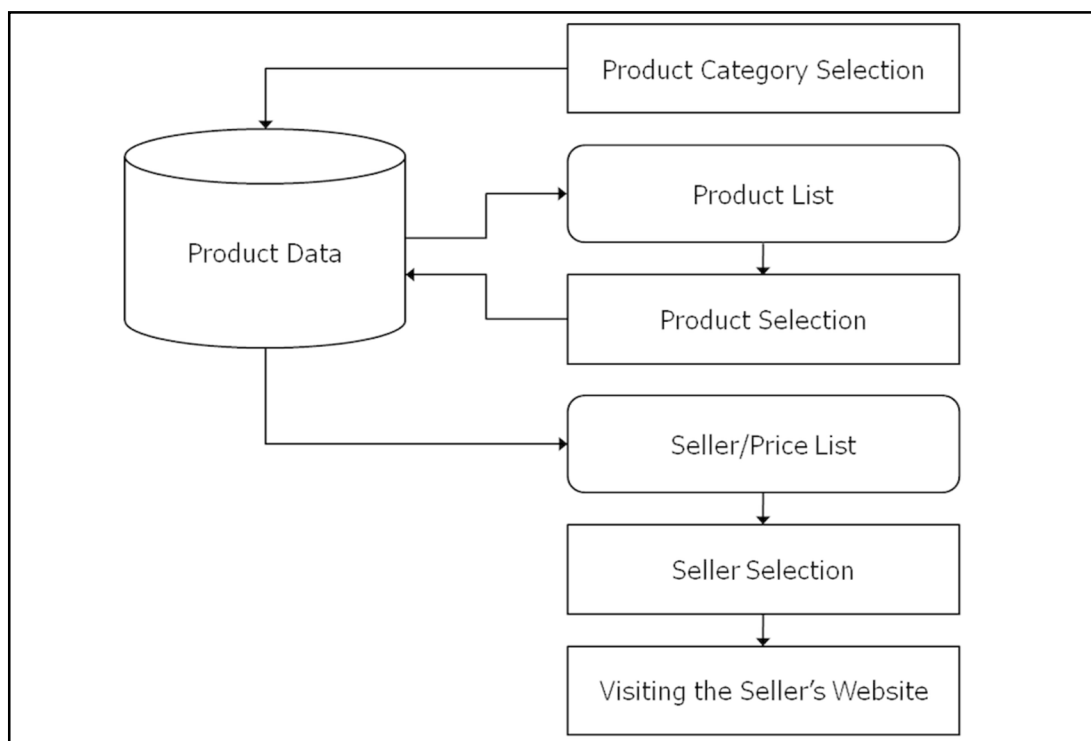 Product Category Selection
Product List
Product Data
Product Selection
Seller/Price List
Seller Selection
Visiting the Seller’s Website